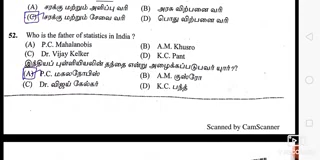 (A) சரக்கு மற்றும் அளிப்பு வரி (B) அரசு விற்பனை வரி
(C) சரக்கு மற்றும் சேவை வரி (D) பொது விற்பனை வரி
52. Who is the father of statistics in India ?
(A) P.C. Mahalanobis (B) A.M. Khusro
(C) Dr. Vijay Kelker (D) K.C. Pant
இந்தியப் புள்ளியியலின் தந்தை என்று அழைக்கப்படுபவர் யார்??
(A) P.C. மகலநோபிஸ் (B) A.M. குஸ்ரோ
(C) Dr. விஜய் கேல்கர் (D) K.C. பந்த்
Scanned by CamScanner